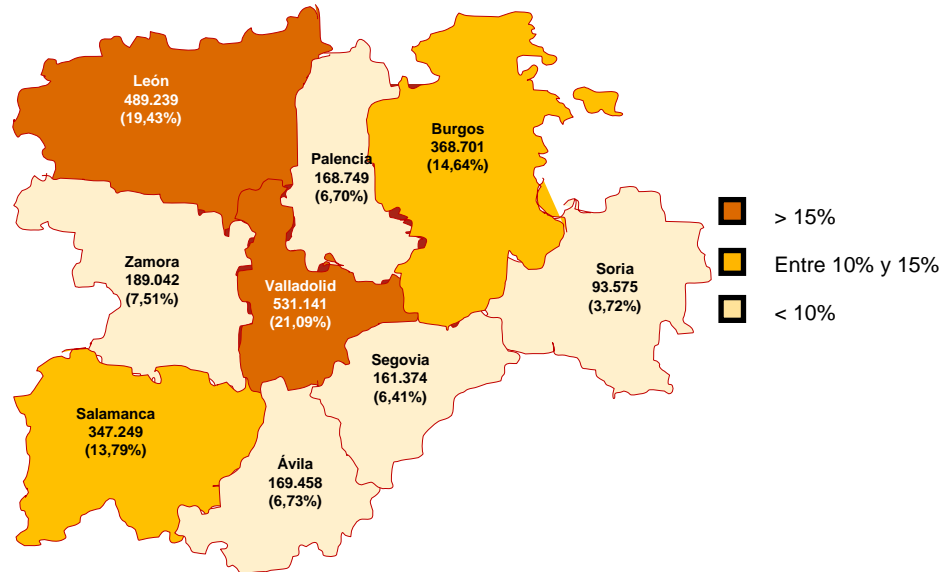 León
489.239
(19,43%)
Burgos
368.701
(14,64%)
Palencia
168.749
(6,70%)
Zamora
189.042
(7,51%)
Valladolid
531.141
(21,09%)
Soria
93.575
(3,72%)
Segovia
161.374
(6,41%)
Salamanca
347.249
(13,79%)
Ávila
169.458
(6,73%)
> 15%
Entre 10% y 15%
< 10%